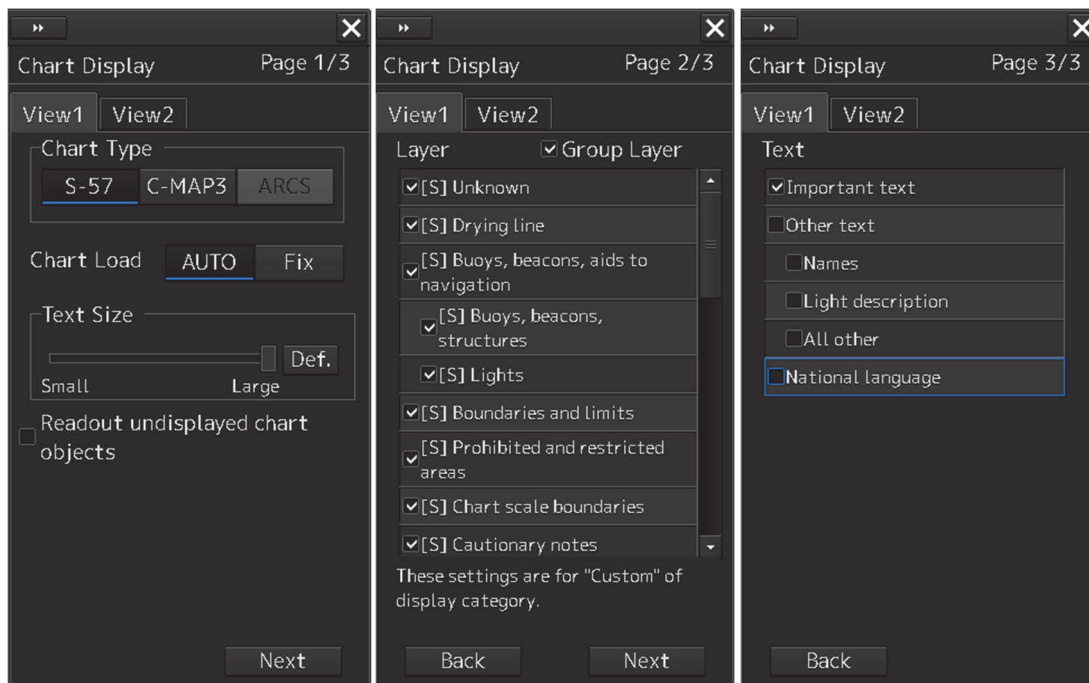 Chart Display Page 1/3
View1 View2
Chart Type
S-57 C-MAP3 ARCS
Chart Load AUTO Fix
Text Size
Def.
Small Large
Readout undisplayed chart
objects
Next
Chart Display Page 2/3
View1 View2
Layer Group Layer
[S] Unknown
[S] Drying line
[S] Buoys, beacons, aids to
navigation
[S] Buoys, beacons,
structures
[S] Lights
[S] Boundaries and limits
[S] Prohibited and restricted
areas
[S] Chart scale boundaries
[S] Cautionary notes
These settings are for "Custom" of
display category.
Back Next
Chart Display Page 3/3
View1 View2
Text
Important text
Other text
Names
Light description
All other
National language
Back